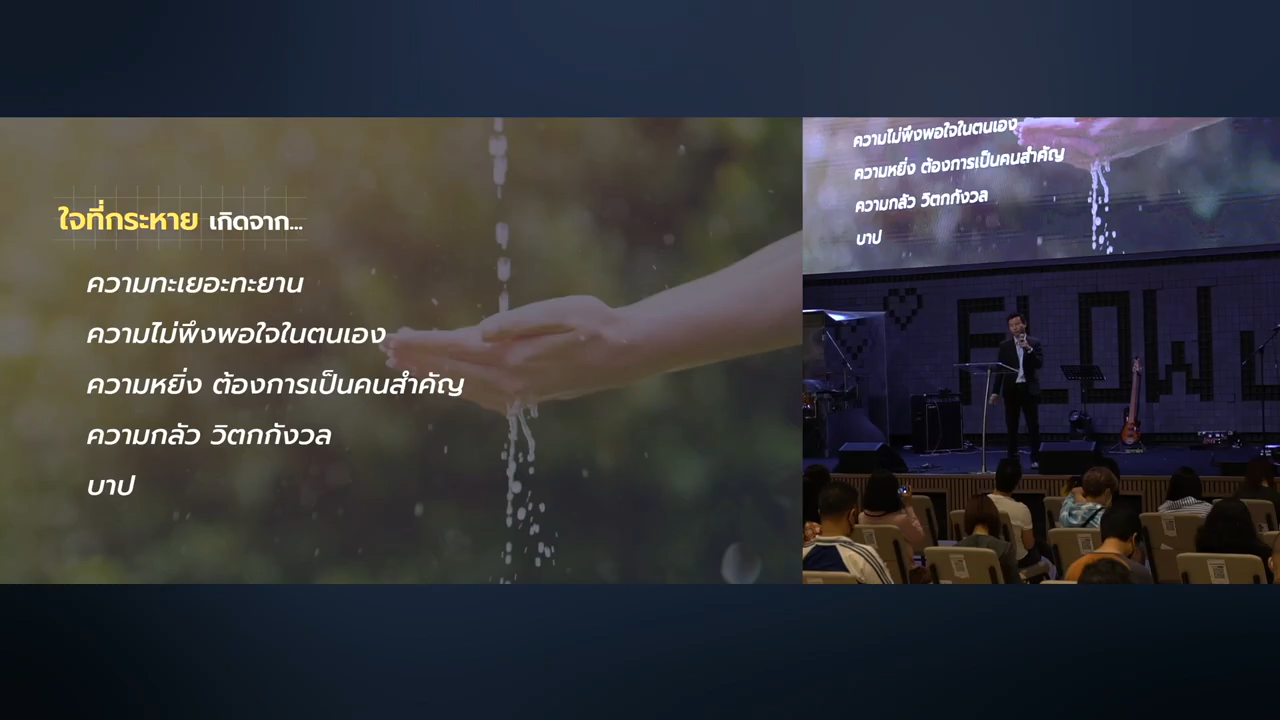 ใจที่กระหาย เกิดจาก...
ความทะเยอะทะยาน
ความไม่พึงพอใจในตนเอง
ความหยิ่ง ต้องการเป็นคนสำคัญ
ความกลัว วิตกกังวล
บาป
ความไม่พึงพอใจในตนเอง
ความหยิ่ง ต้องการเป็นคนสำคัญ
ความกลัว วิตกกังวล
บาป
FLOW